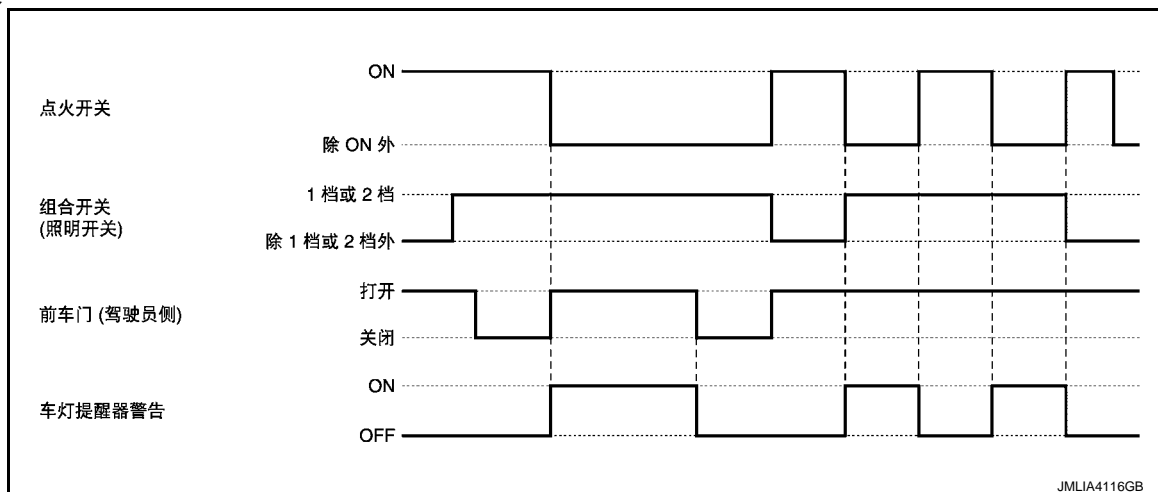 点火开关
ON
除 ON 外
组合开关
(照明开关)
1 档或 2 档
除 1 档或 2 档外
前车门 (驾驶员侧)
打开
关闭
车灯提醒器警告
ON
OFF
JMLIA4116GB